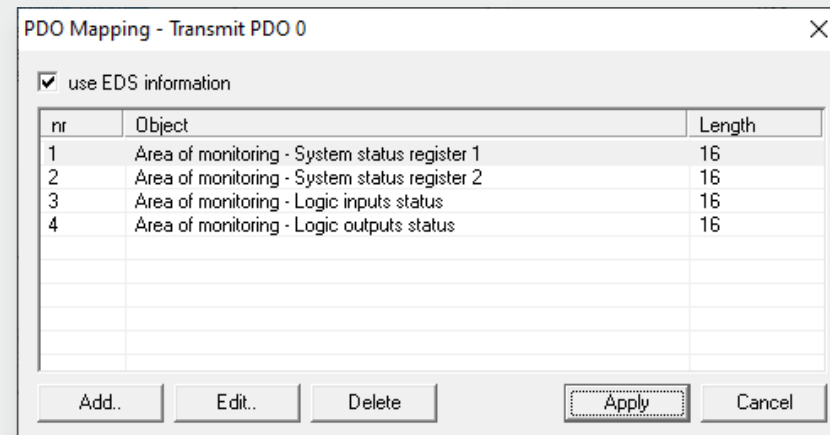 PDO Mapping - Transmit PDO 0
use EDS information
nr Object Length
1 Area of monitoring - System status register 1 16
2 Area of monitoring - System status register 2 16
3 Area of monitoring - Logic inputs status 16
4 Area of monitoring - Logic outputs status 16
Add.. Edit.. Delete Apply Cancel